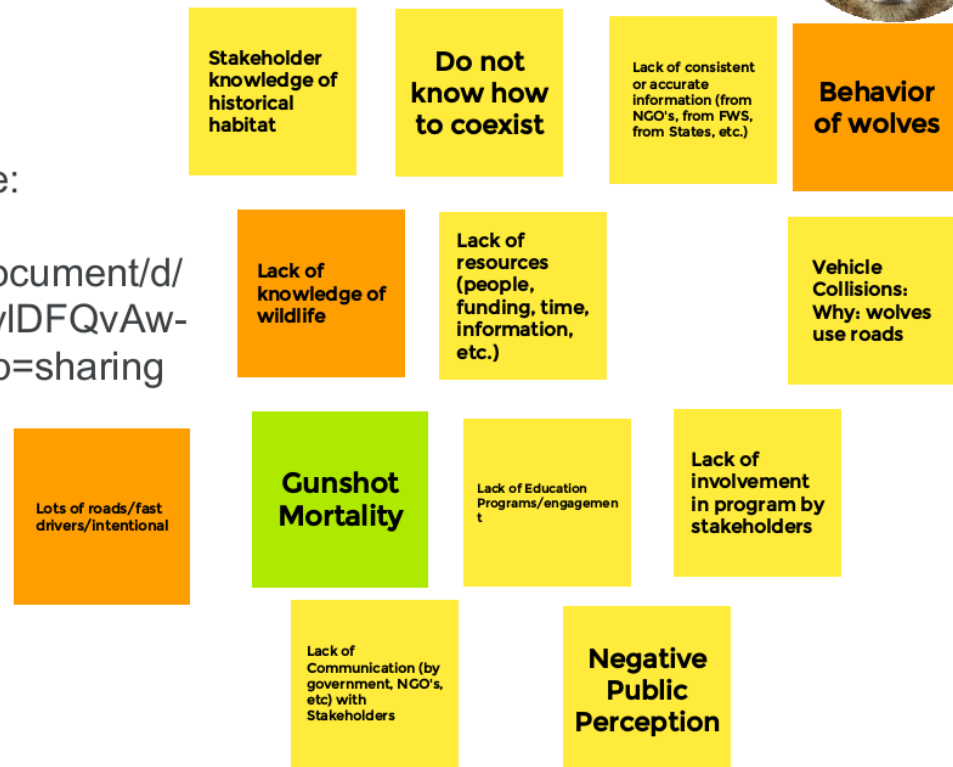 Stakeholder
knowledge of
historical
habitat
Do not
know how
to coexist
Lack of consistent
or accurate
information (from
NGO's, from FWS,
from States, etc.)
Behavior
of wolves
e:
ocument/d/
vlDFQvAw-
p=sharing
Lack of
knowledge of
wildlife
Lack of
resources
(people,
funding, time,
information,
etc.)
Vehicle
Collisions:
Why: wolves
use roads
Lots of roads/fast
drivers/intentional
Gunshot
Mortality
Lack of Education
Programs/engagemen
t
Lack of
involvement
in program by
stakeholders
Lack of
Communication (by
government, NGO's,
etc) with
Stakeholders
Negative
Public
Perception